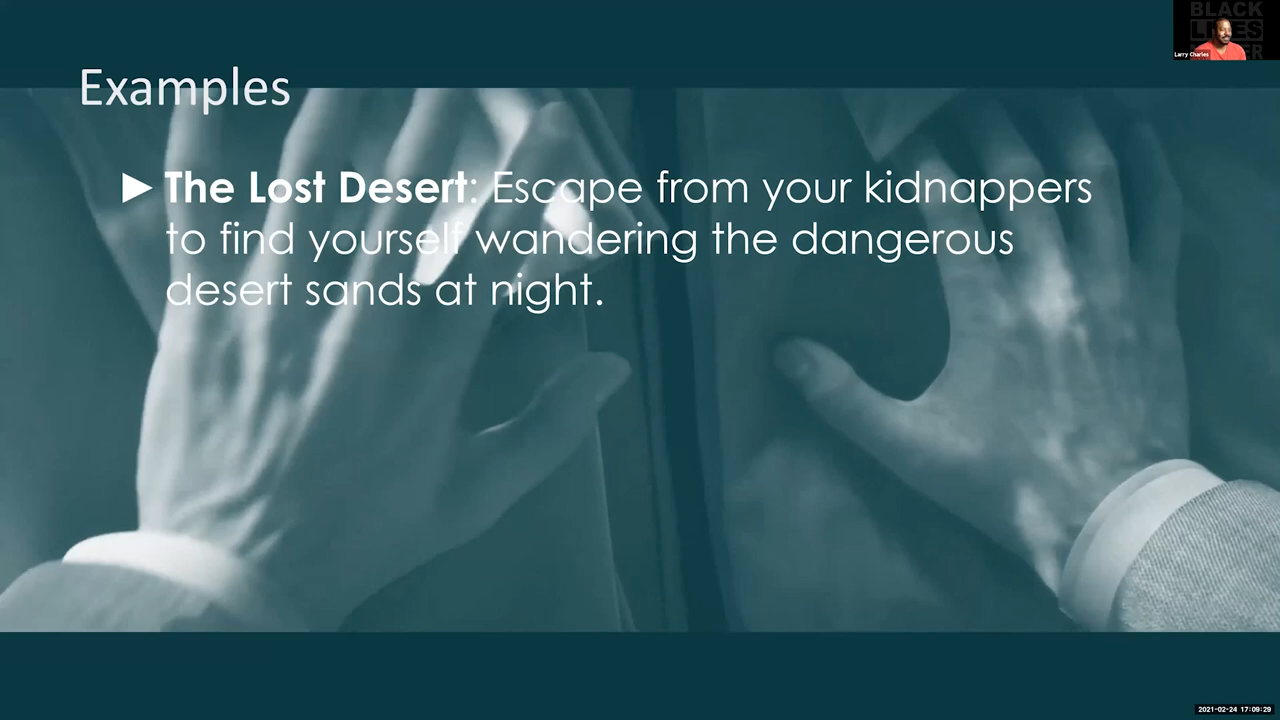 BLACK
LIVES
Larry Charles
Examples
The Lost Desert: Escape from your kidnappers
to find yourself wandering the dangerous
desert sands at night.
2021-02-24 17:09:29